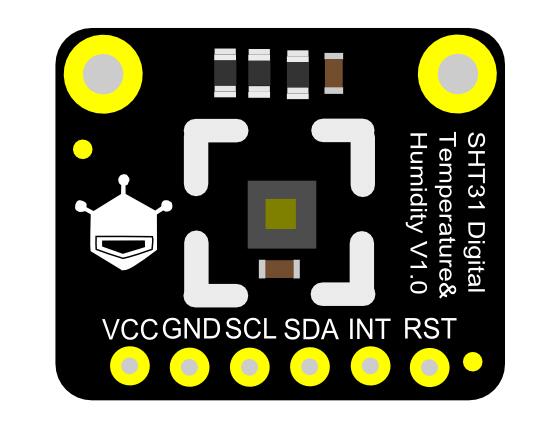 SHT31 Digital
Temperature&
Humidity V1.0
VCC GND SCL SDA INT RST